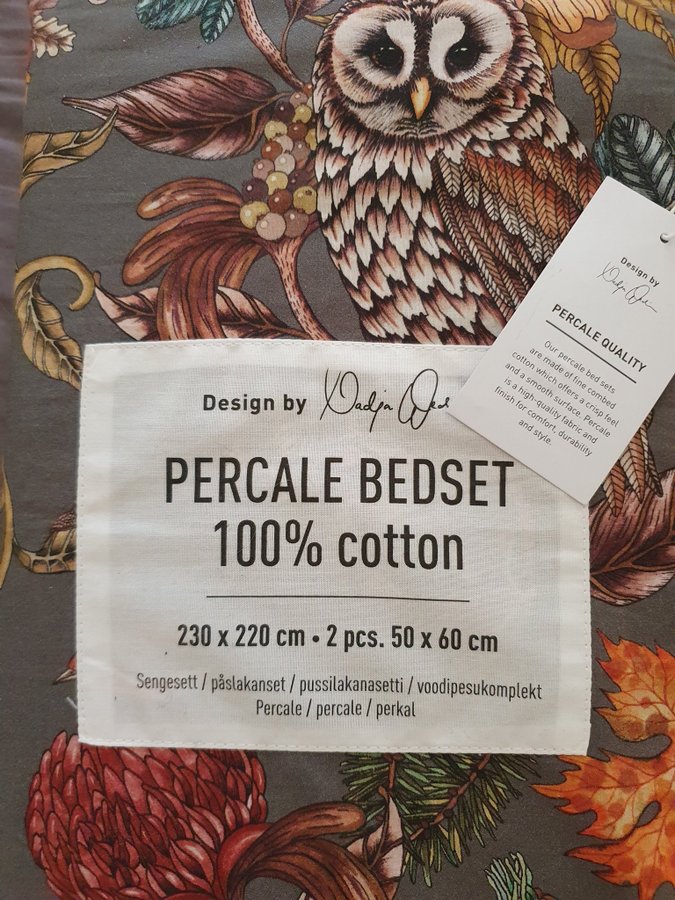 Design by
PERCALE QUALITY
Our percale bed sets
are made of fine combed
cotton which offers a crisp feel
and a smooth surface. Percale
is a high-quality fabric and
finish for comfort, durability
and style.
Design by Nadja
PERCALE BEDSET
100% cotton
230 x 220 cm • 2 pcs. 50 x 60 cm
Sengesett / påslakanset / pussilakanasetti / voodipesukomplekt
Percale / percale / perkal